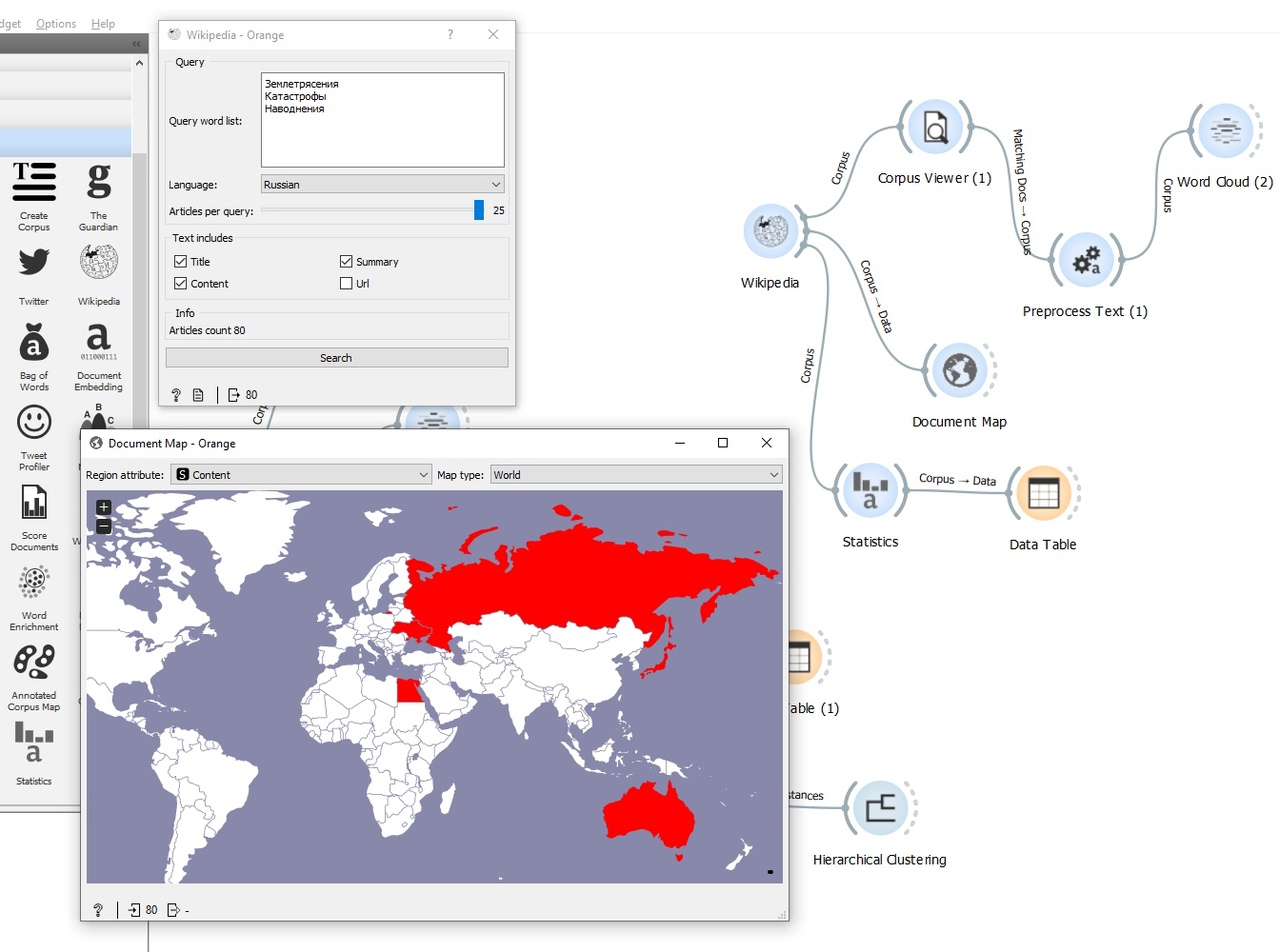 dget Options Help
Wikipedia - Orange
?
Query
Query word list:
Землетрясения
Катастрофы
Наводнения
Language:
Russian
Articles per query:
25
Text includes
Title
Summary
Content
Url
Info
Articles count 80
Search
? 80
T
g
Create
Corpus
The
Guardian
Twitter
Wikipedia
a
a
011000111
Bag of
Words
Document
Embedding
A B C
Tweet
Profiler
Score
Documents
W
Word
Enrichment
Annotated
Corpus Map
a
Statistics
Document Map - Orange
Region attribute:
S Content
Map type:
World
+
−
? 80 -
Wikipedia
Corpus
Corpus Viewer (1)
Matching Docs → Corpus
a
Preprocess Text (1)
Corpus
Word Cloud (2)
Corpus → Data
Document Map
Corpus
a
Statistics
Corpus → Data
Data Table
Corp
able (1)
stances
Hierarchical Clustering